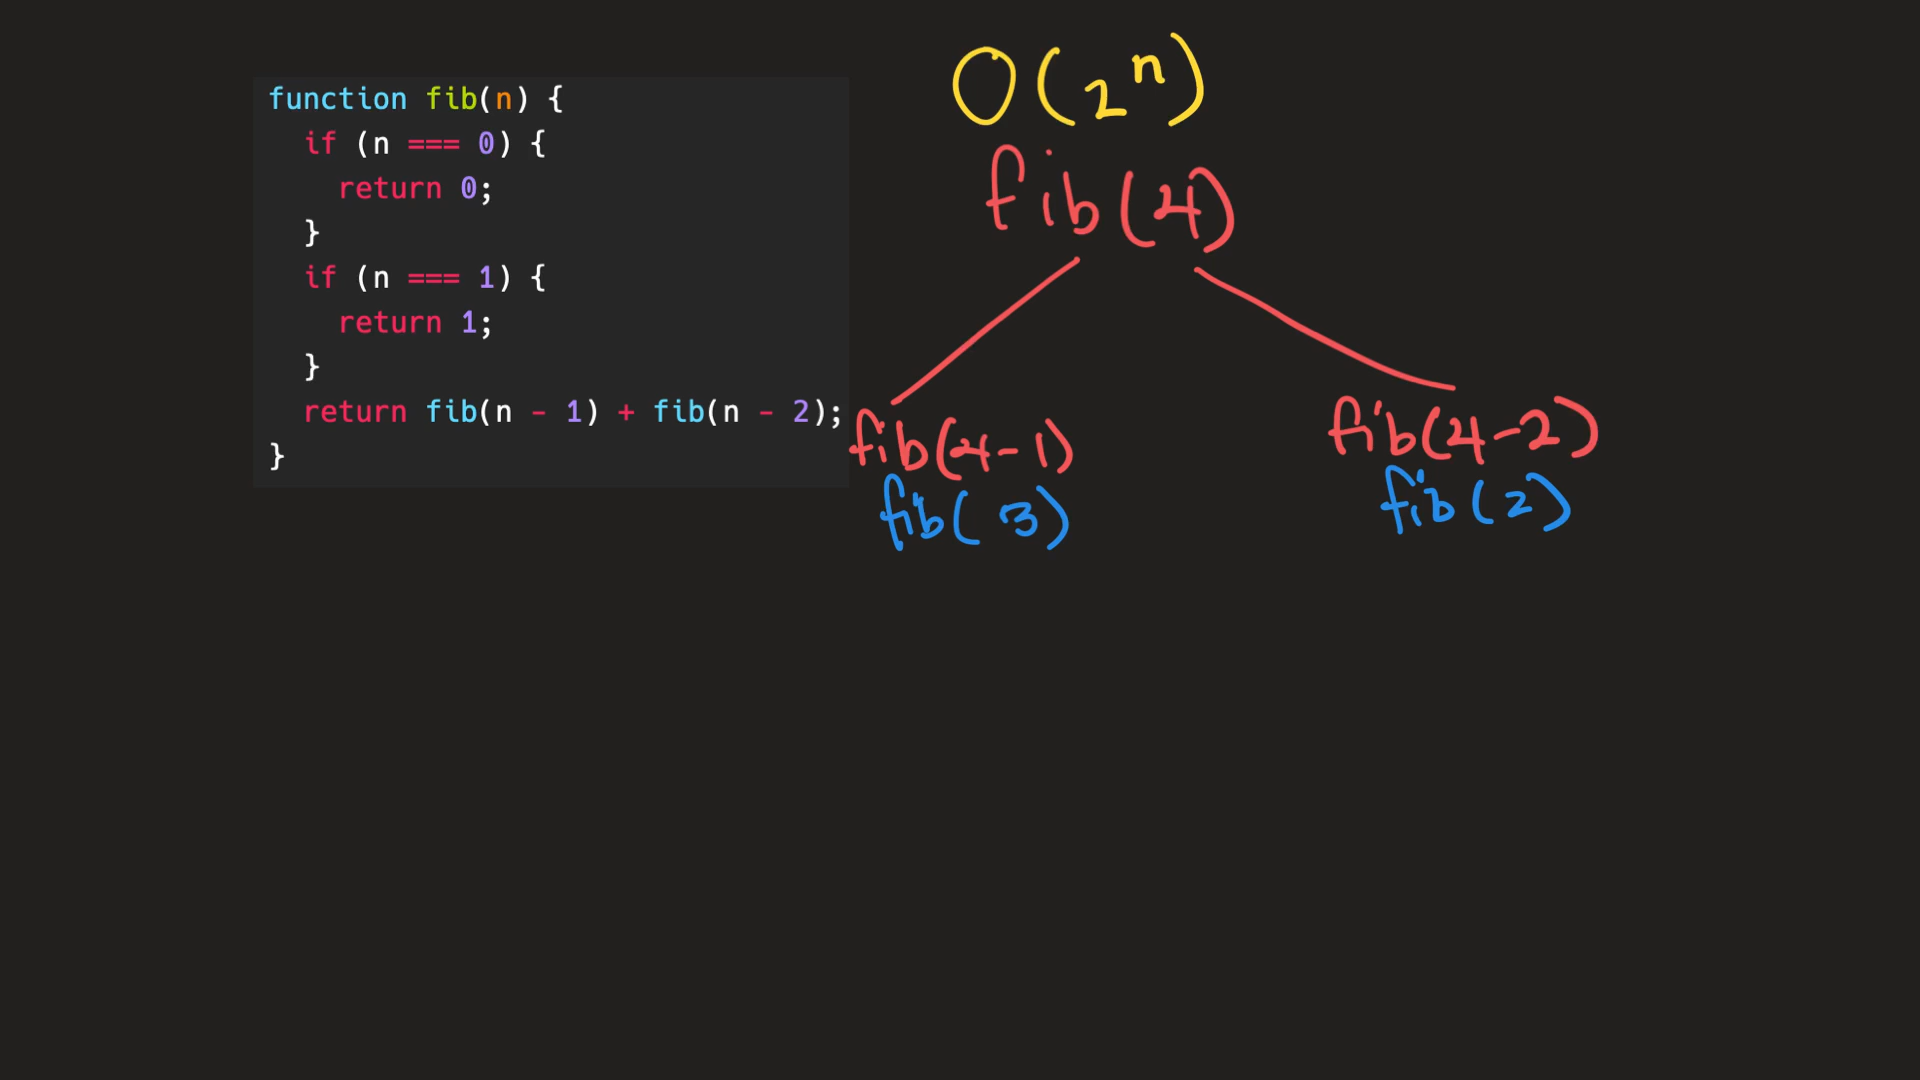 function fib(n) {
if (n === 0) {
return 0;
}
if (n === 1) {
return 1;
}
return fib(n - 1) + fib(n - 2);
}
O(2^n)
fib(4)
fib(4-1)
fib(3)
fib(4-2)
fib(2)